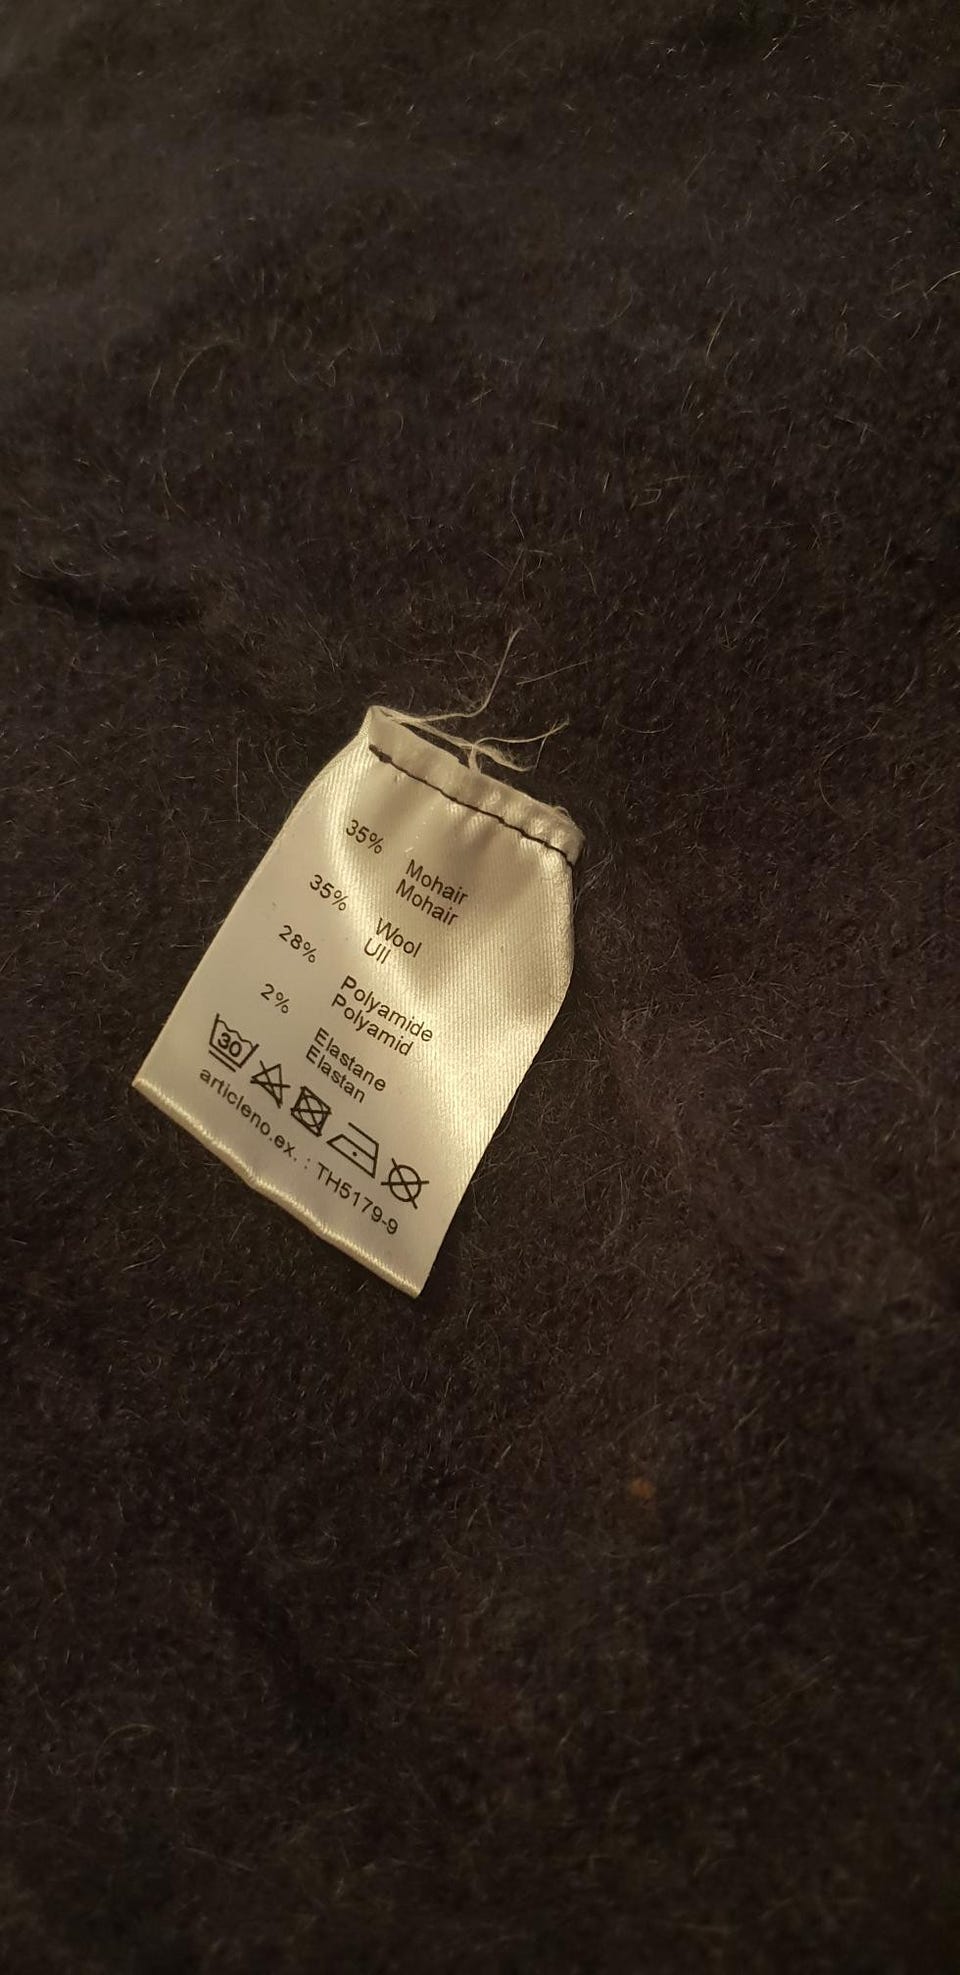 35% Mohair
Mohair
35% Wool
Ull
28% Polyamide
Polyamid
2% Elastane
Elastan
30
articleno.ex. : TH5179-9